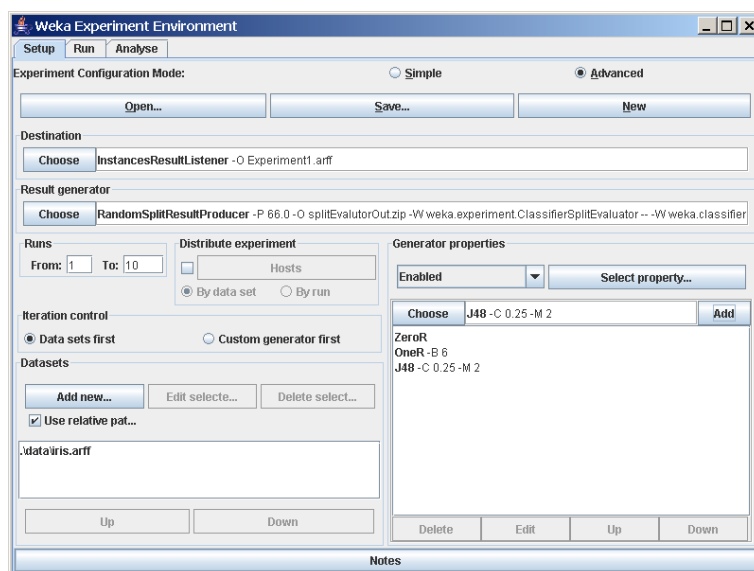 Weka Experiment Environment
Setup Run Analyse
Experiment Configuration Mode: Simple Advanced
Open... Save... New
Destination
Choose InstancesResultListener -O Experiment1.arff
Result generator
Choose RandomSplitResultProducer -P 66.0 -O splitEvalutorOut.zip -W weka.experiment.ClassifierSplitEvaluator -- -W weka.classifier
Runs
From: 1 To: 10
Distribute experiment
Hosts
By data set By run
Generator properties
Enabled Select property...
Choose J48 -C 0.25 -M 2 Add
ZeroR
OneR -B 6
J48 -C 0.25 -M 2
Delete Edit Up Down
Iteration control
Data sets first Custom generator first
Datasets
Add new... Edit selecte... Delete select...
Use relative pat...
.\data\iris.arff
Up Down
Notes